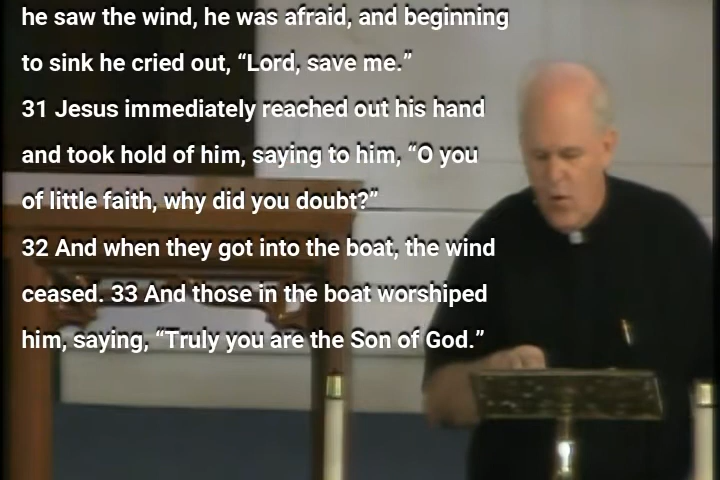 he saw the wind, he was afraid, and beginning
to sink he cried out, “Lord, save me.”
31 Jesus immediately reached out his hand
and took hold of him, saying to him, “O you
of little faith, why did you doubt?”
32 And when they got into the boat, the wind
ceased. 33 And those in the boat worshiped
him, saying, “Truly you are the Son of God.”